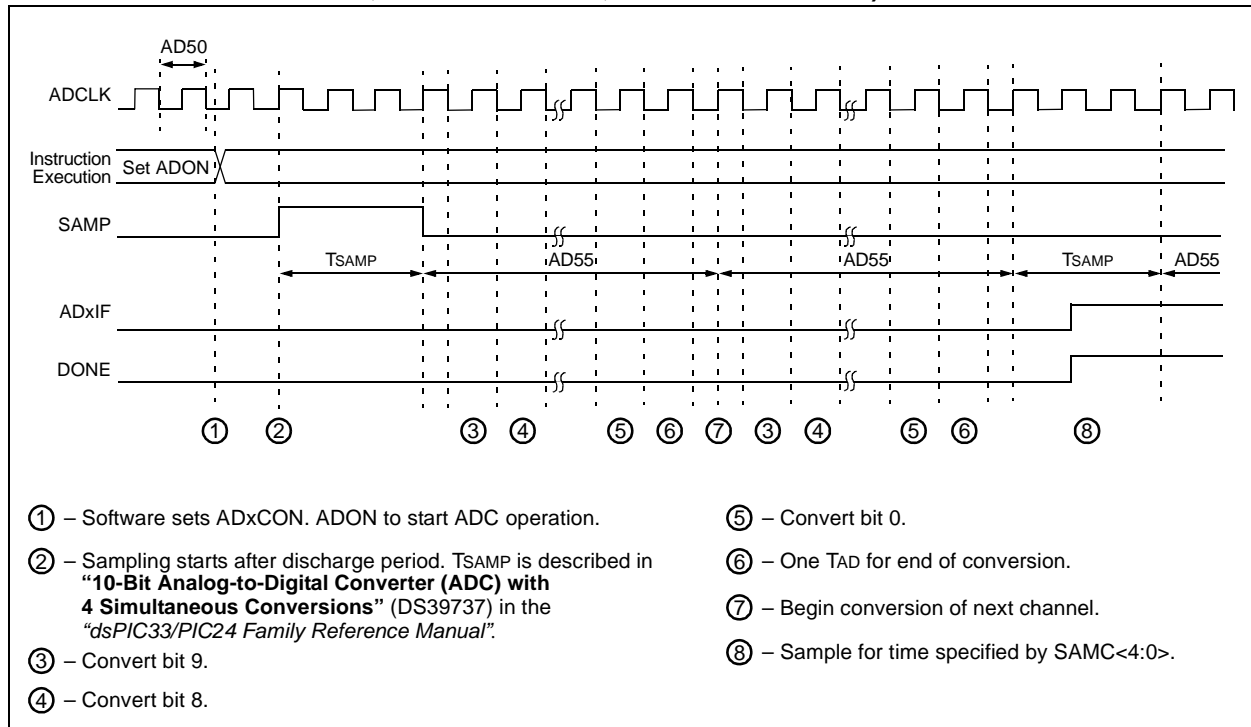 AD50
ADCLK
Instruction
Execution
Set ADON
SAMP
TSAMP
AD55
AD55
TSAMP
AD55
ADxIF
DONE
1
2
3
4
5
6
7
3
4
5
6
8
1 – Software sets ADxCON. ADON to start ADC operation.
2 – Sampling starts after discharge period. TSAMP is described in
“10-Bit Analog-to-Digital Converter (ADC) with
4 Simultaneous Conversions” (DS39737) in the
“dsPIC33/PIC24 Family Reference Manual”.
3 – Convert bit 9.
4 – Convert bit 8.
5 – Convert bit 0.
6 – One TAD for end of conversion.
7 – Begin conversion of next channel.
8 – Sample for time specified by SAMC<4:0>.